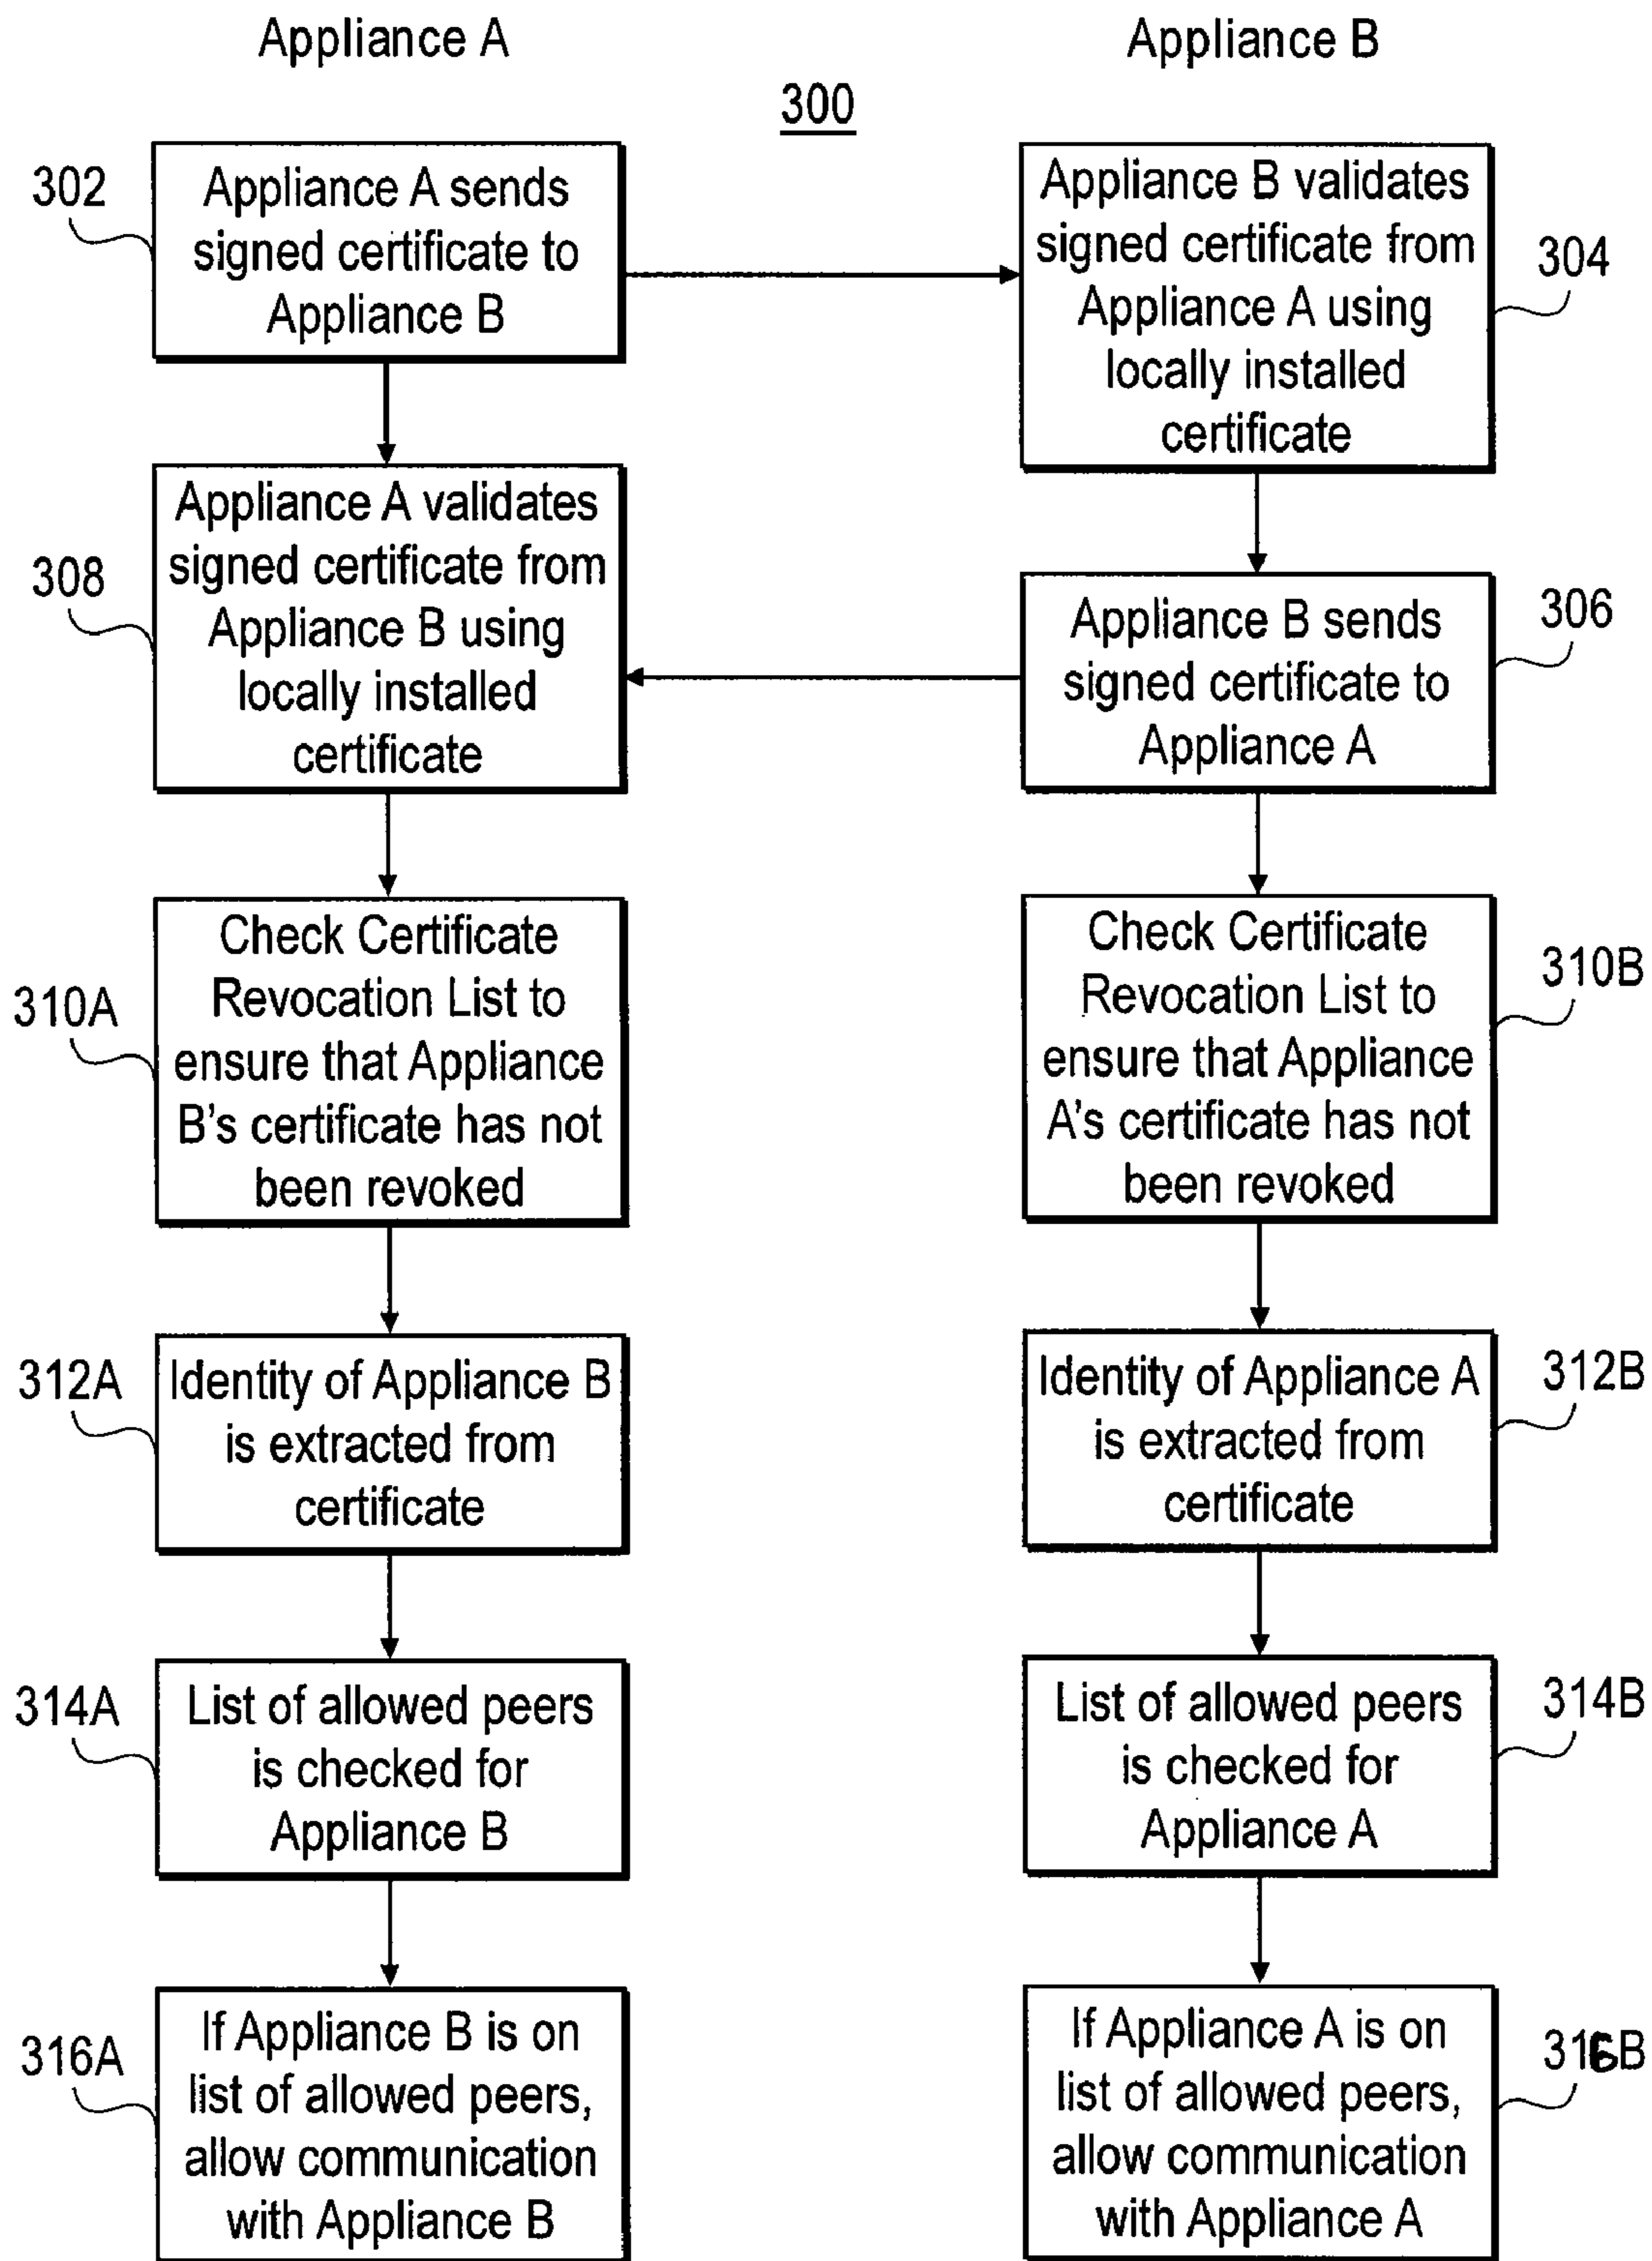 Appliance A
Appliance B
300
302
Appliance A sends
signed certificate to
Appliance B
Appliance B validates
signed certificate from
Appliance A using
locally installed
certificate
304
308
Appliance A validates
signed certificate from
Appliance B using
locally installed
certificate
Appliance B sends
signed certificate to
Appliance A
306
310A
Check Certificate
Revocation List to
ensure that Appliance
B's certificate has not
been revoked
Check Certificate
Revocation List to
ensure that Appliance
A's certificate has not
been revoked
310B
312A
Identity of Appliance B
is extracted from
certificate
Identity of Appliance A
is extracted from
certificate
312B
314A
List of allowed peers
is checked for
Appliance B
List of allowed peers
is checked for
Appliance A
314B
316A
If Appliance B is on
list of allowed peers,
allow communication
with Appliance B
If Appliance A is on
list of allowed peers,
allow communication
with Appliance A
316B